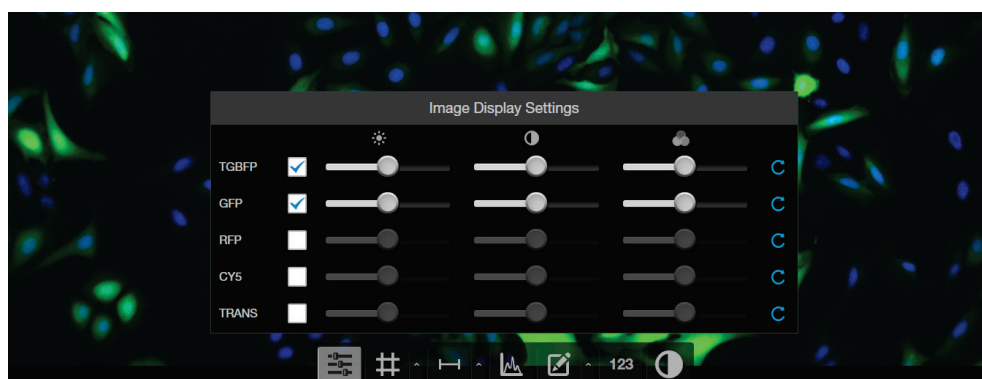 Image Display Settings
TGBFP
GFP
RFP
CY5
TRANS
123